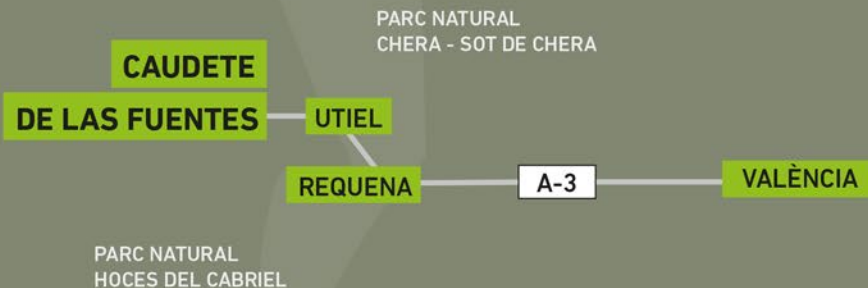 PARC NATURAL
CHERA - SOT DE CHERA
CAUDETE
DE LAS FUENTES
UTIEL
REQUENA
A-3
VALÈNCIA
PARC NATURAL
HOCES DEL CABRIEL